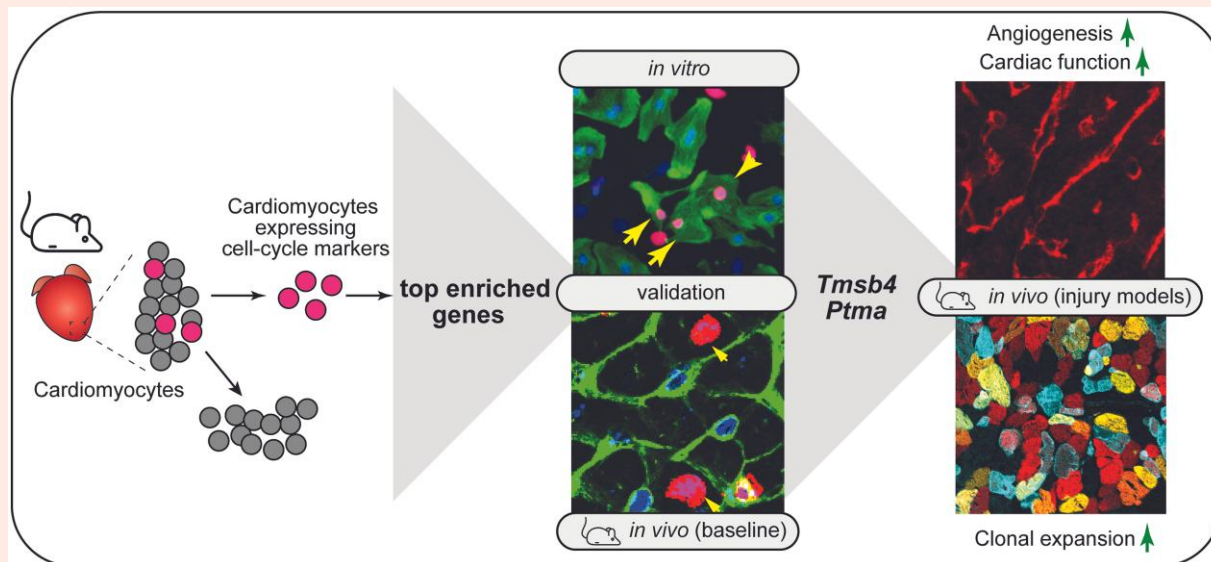 Cardiomyocytes
Cardiomyocytes
expressing
cell-cycle markers
top enriched
genes
in vitro
validation
in vivo (baseline)
Tmsb4
Ptma
Angiogenesis
Cardiac function
in vivo (injury models)
Clonal expansion